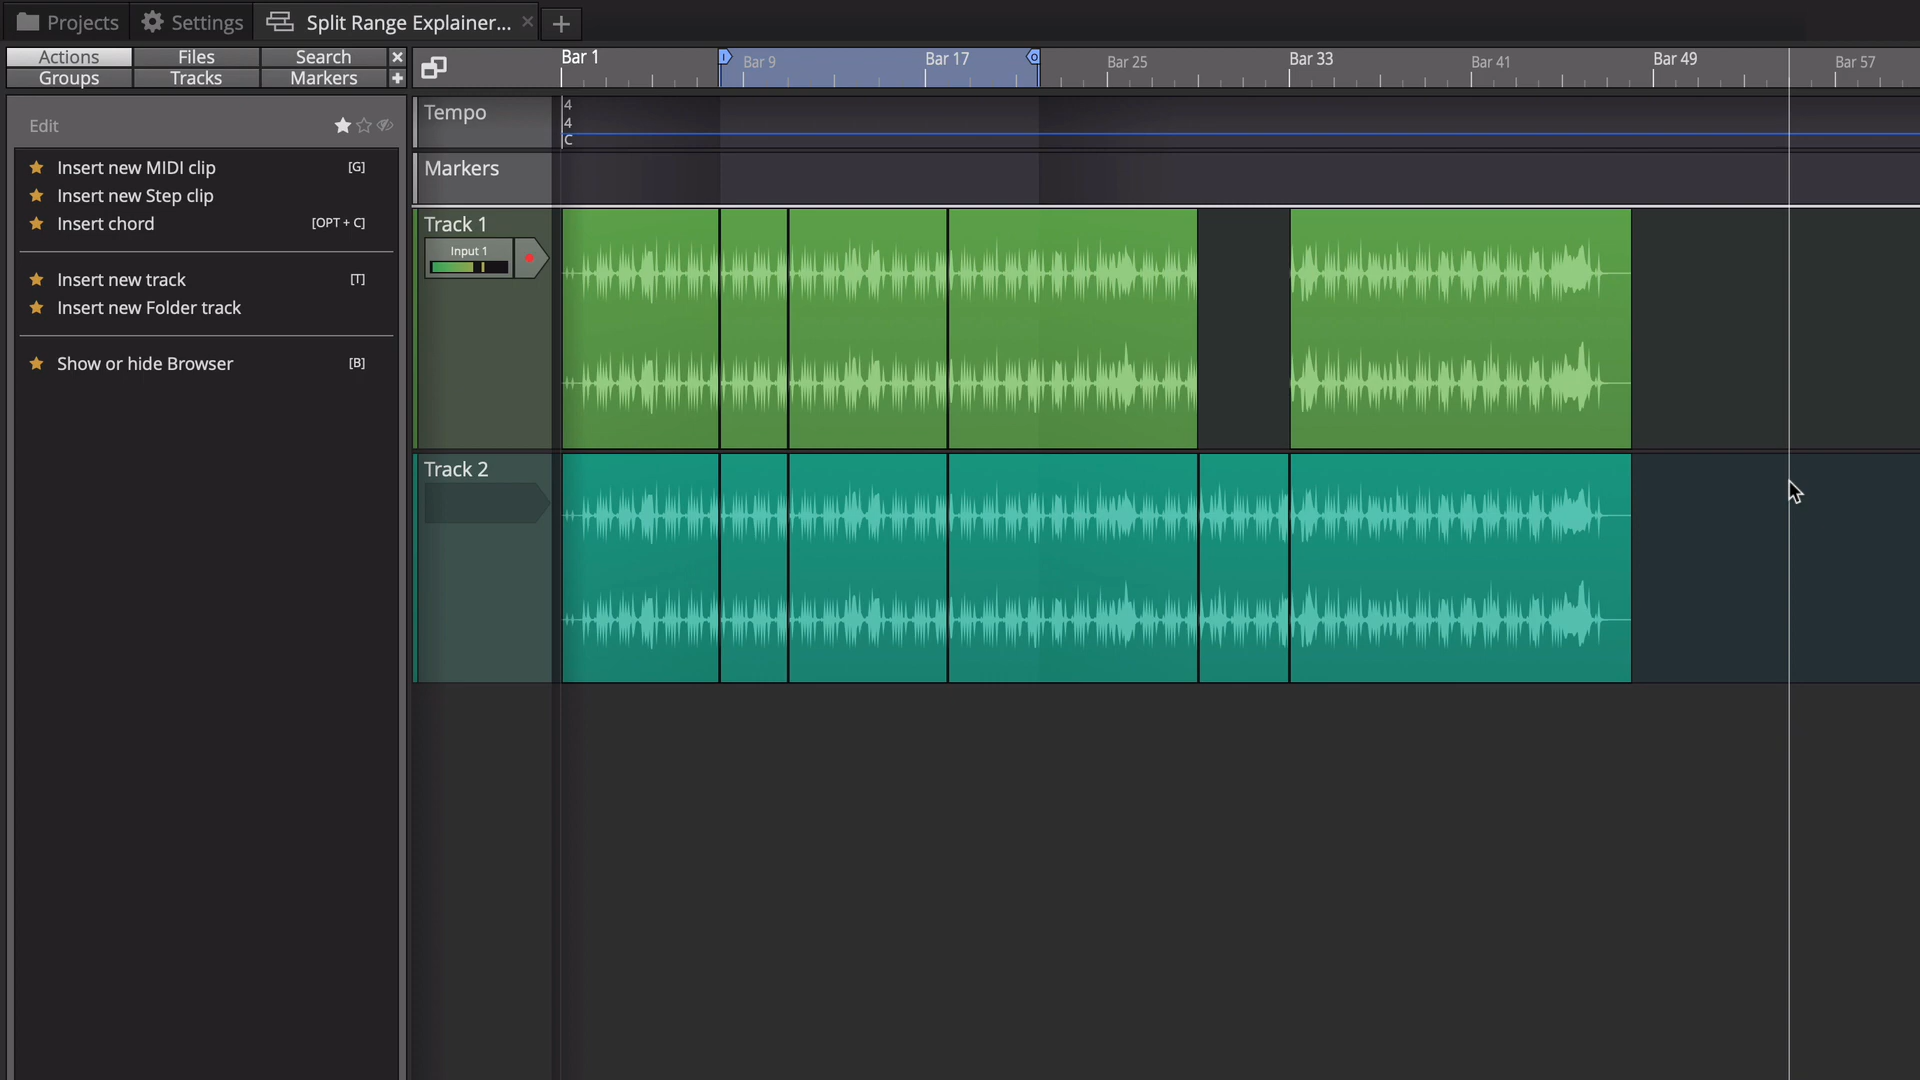 Projects Settings Split Range Explainer...
Actions Files Search
Groups Tracks Markers
Bar 1 Bar 9 Bar 17 Bar 25 Bar 33 Bar 41 Bar 49 Bar 57
Edit
Insert new MIDI clip [G]
Insert new Step clip
Insert chord [OPT + C]
Insert new track [T]
Insert new Folder track
Show or hide Browser [B]
Tempo
4
4
C
Markers
Track 1
Input 1
Track 2